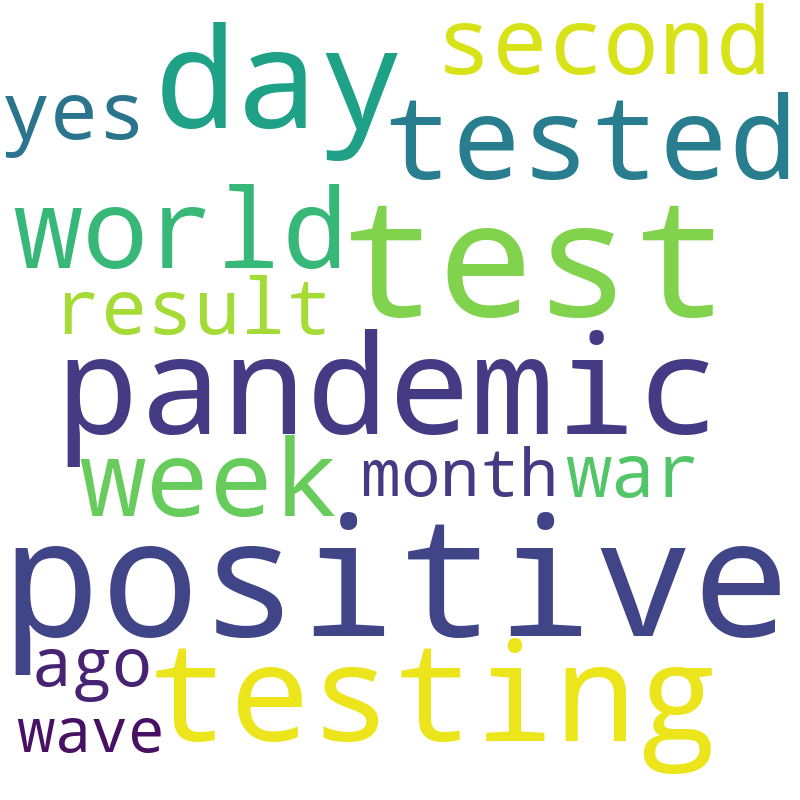 second
day
yes
tested
world
test
result
pandemic
week
month war
positive
ago
testing
wave